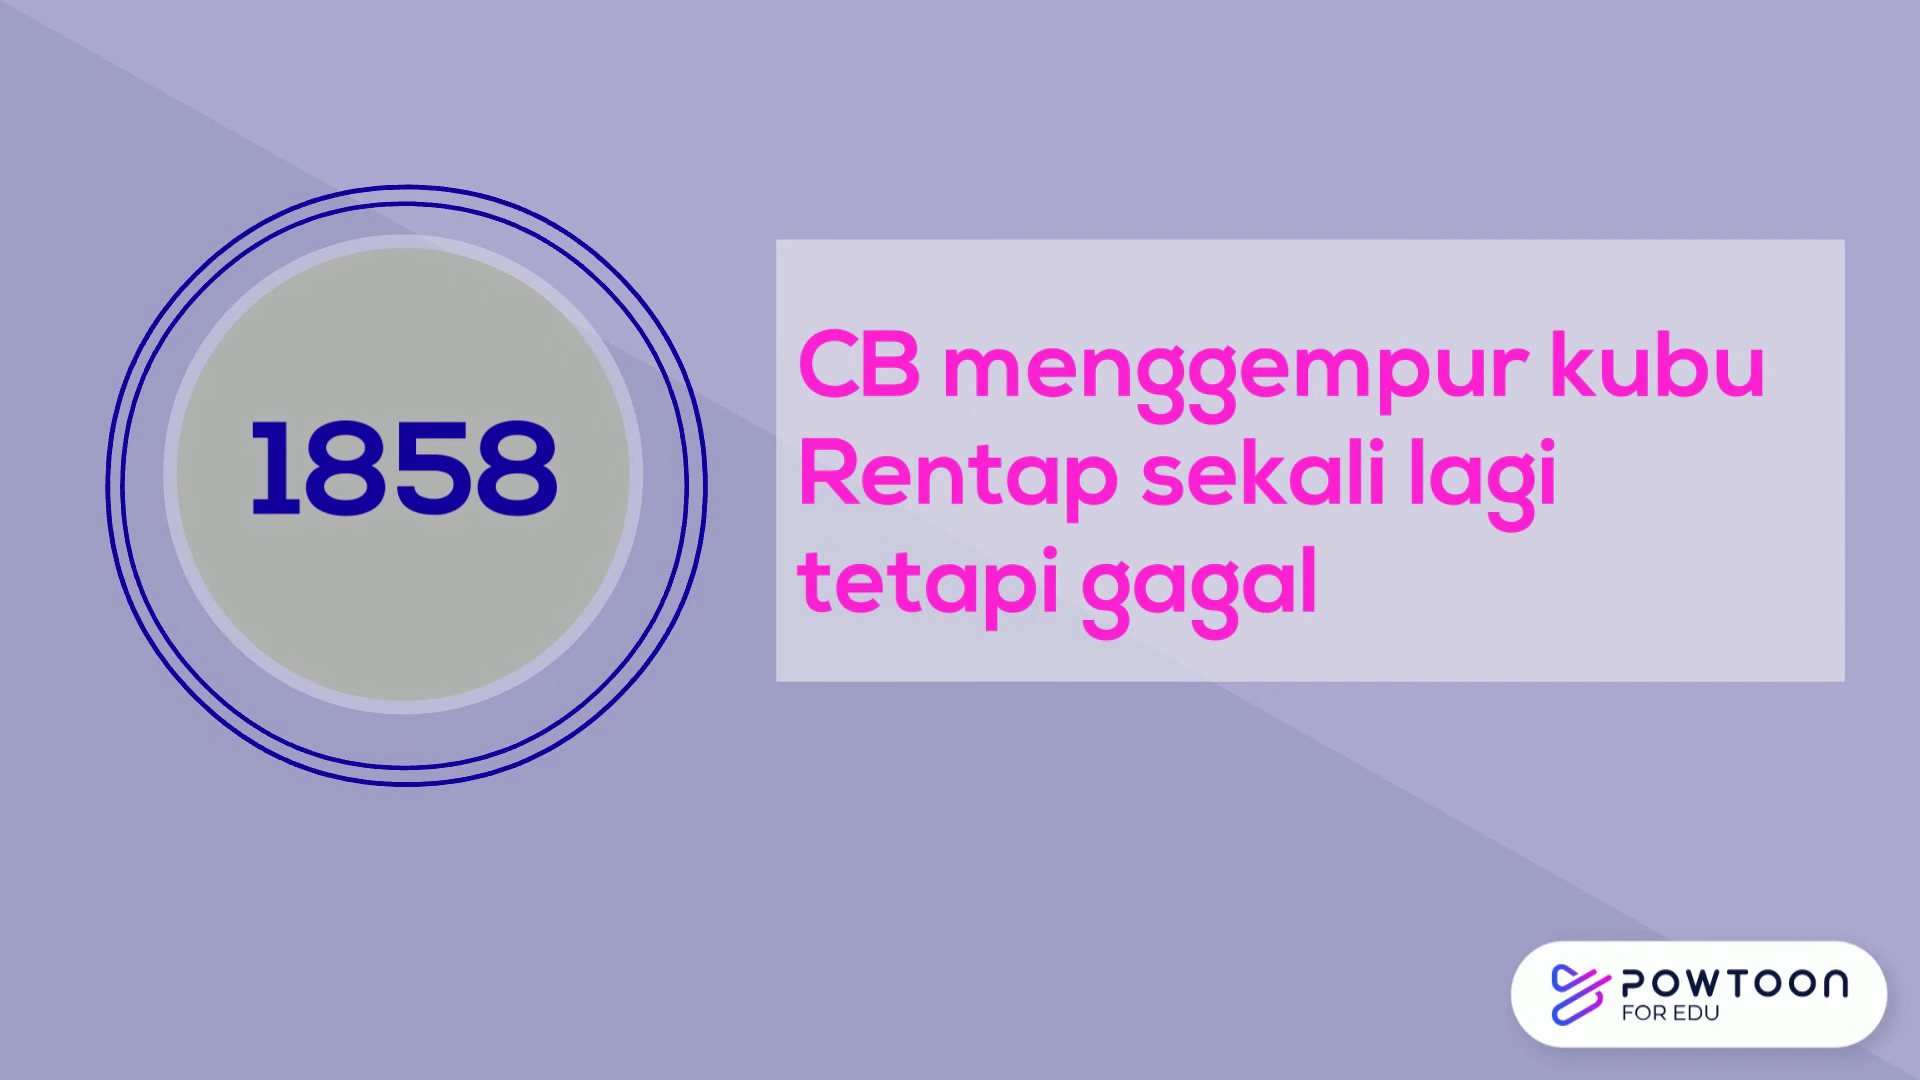 1858
CB menggempur kubu
Rentap sekali lagi
tetapi gagal
POWTOON
FOR EDU